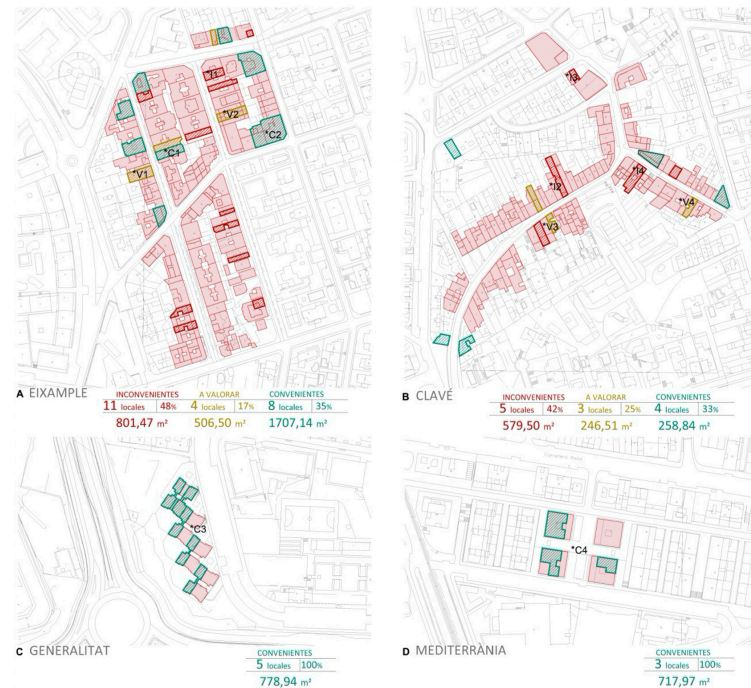 *I1
*V2
*C1
*C2
*V1
*I3
*I2
*I4
*V3
*V4
A EIXAMPLE
INCONVENIENTES A VALORAR CONVENIENTES
11 locales 48% 4 locales 17% 8 locales 35%
801,47 m² 506,50 m² 1707,14 m²
B CLAVÉ
INCONVENIENTES A VALORAR CONVENIENTES
5 locales 42% 3 locales 25% 4 locales 33%
579,50 m² 246,51 m² 258,84 m²
*C3
*C4
C GENERALITAT
CONVENIENTES
5 locales 100%
778,94 m²
D MEDITERRÀNIA
CONVENIENTES
3 locales 100%
717,97 m²